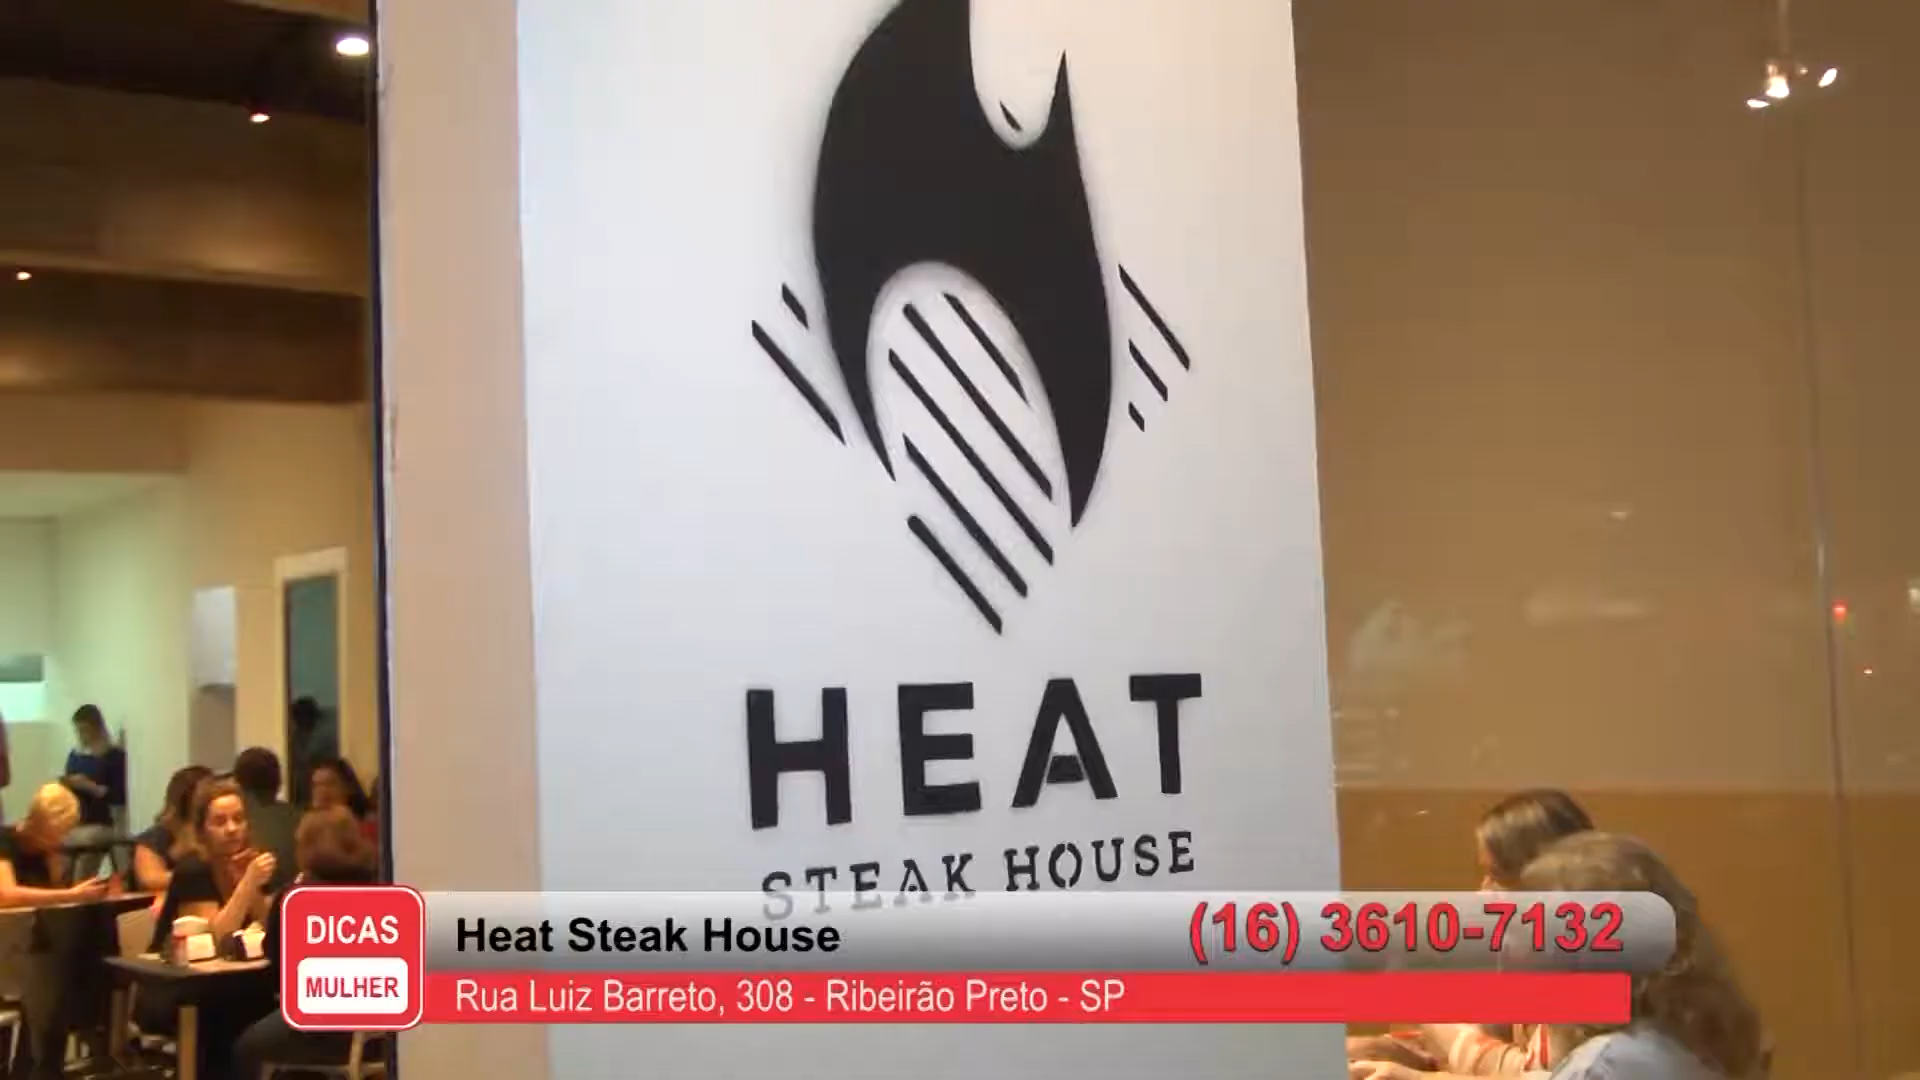 HEAT
STEAK HOUSE
DICAS
MULHER
Heat Steak House
(16) 3610-7132
Rua Luiz Barreto, 308 - Ribeirão Preto - SP